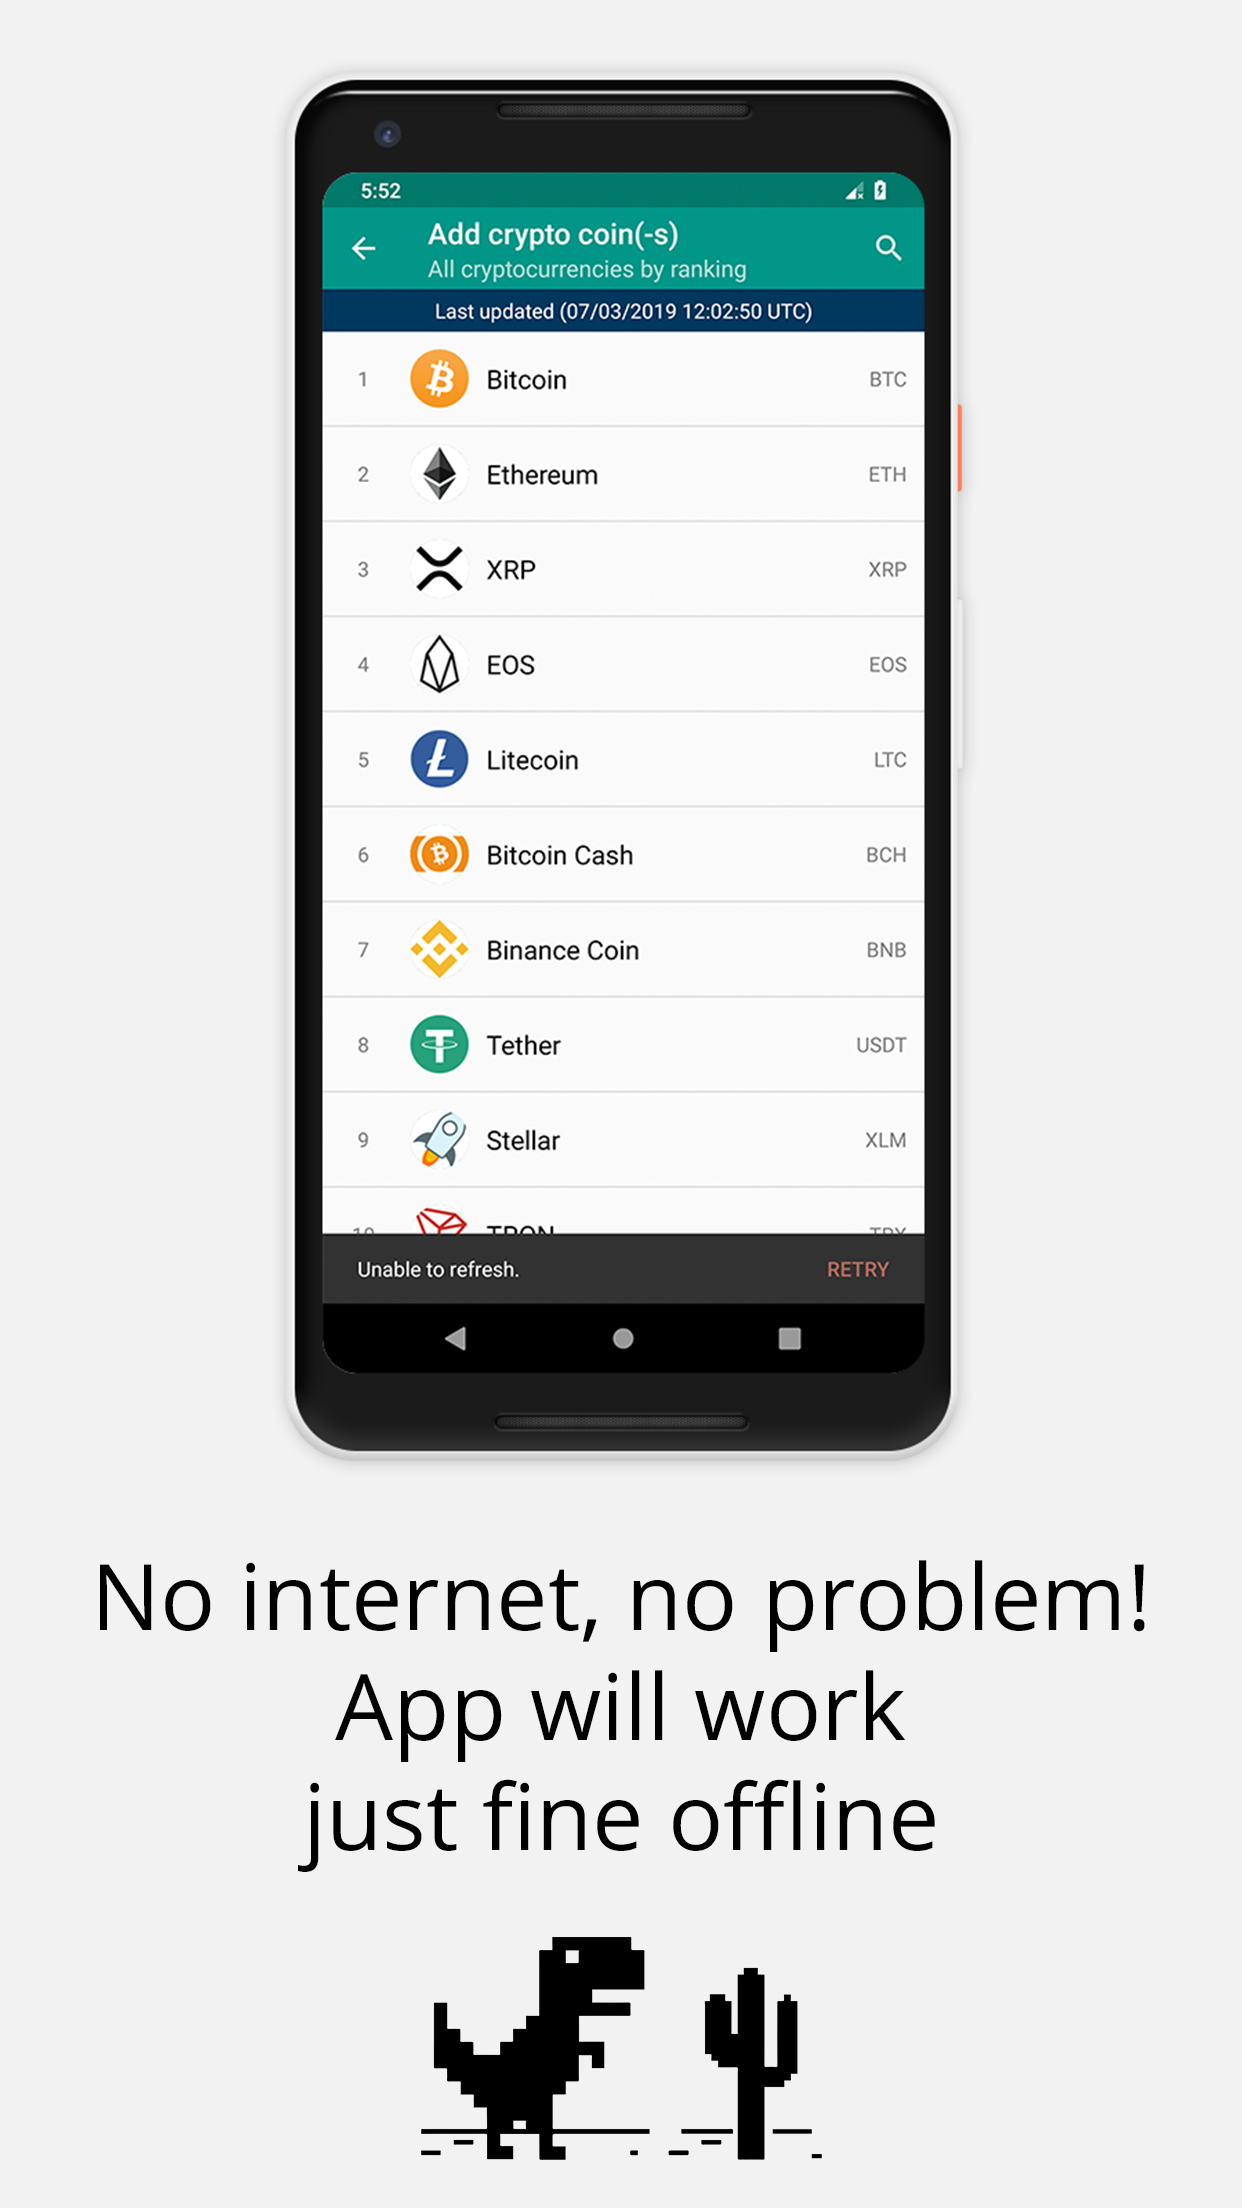 5:52
Add crypto coin(-s)
All cryptocurrencies by ranking
Last updated (07/03/2019 12:02:50 UTC)
1 Bitcoin BTC
2 Ethereum ETH
3 XRP XRP
4 EOS EOS
5 Litecoin LTC
6 Bitcoin Cash BCH
7 Binance Coin BNB
8 Tether USDT
9 Stellar XLM
10 TRON TRX
Unable to refresh. RETRY
No internet, no problem!
App will work
just fine offline